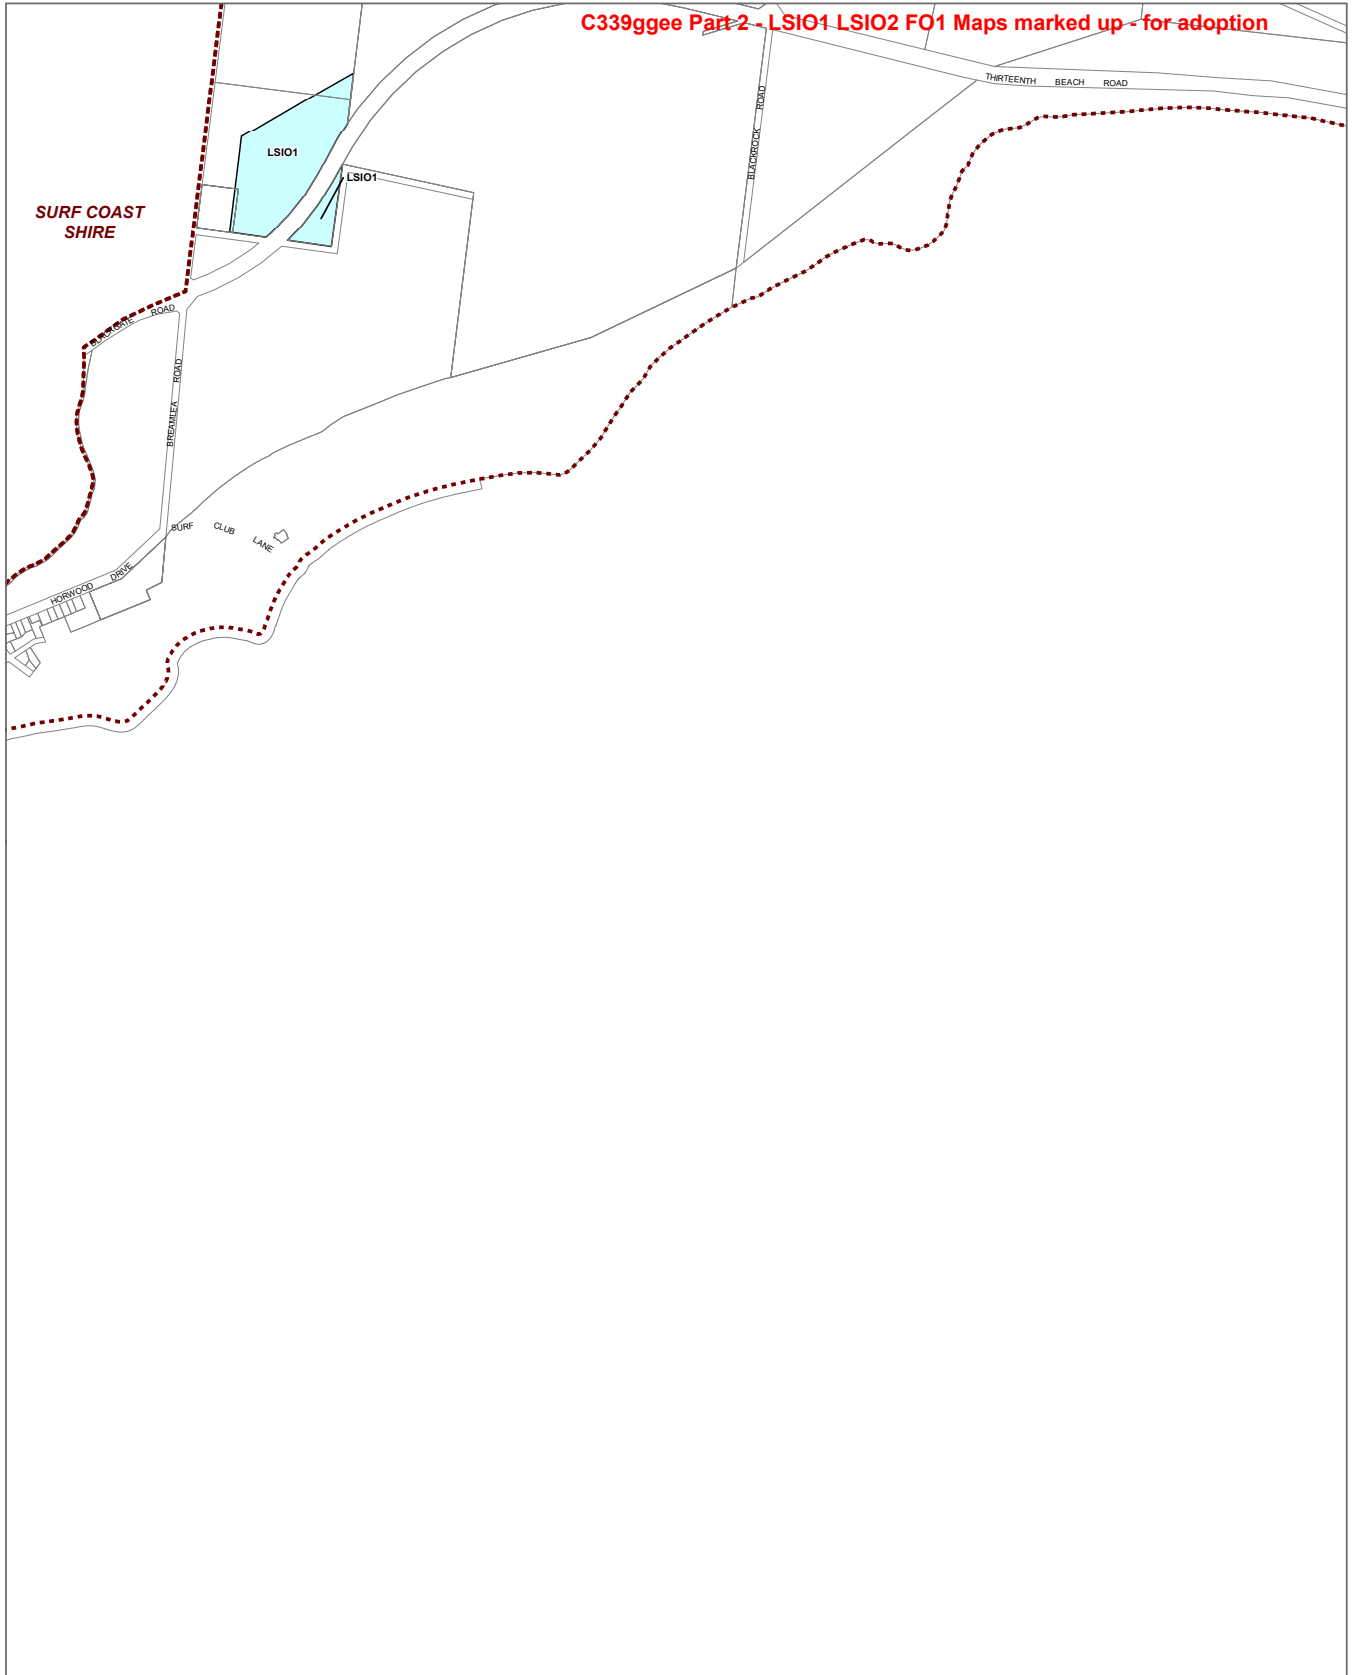 C339ggee Part 2 - LSIO1 LSIO2 FO1 Maps marked up - for adoption
THIRTEENTH BEACH ROAD
BLACKROCK ROAD
LSIO1
LSIO1
SURF COAST
SHIRE
ROAD
BREAMLEA ROAD
SURF CLUB LANE
HORWOOD DRIVE